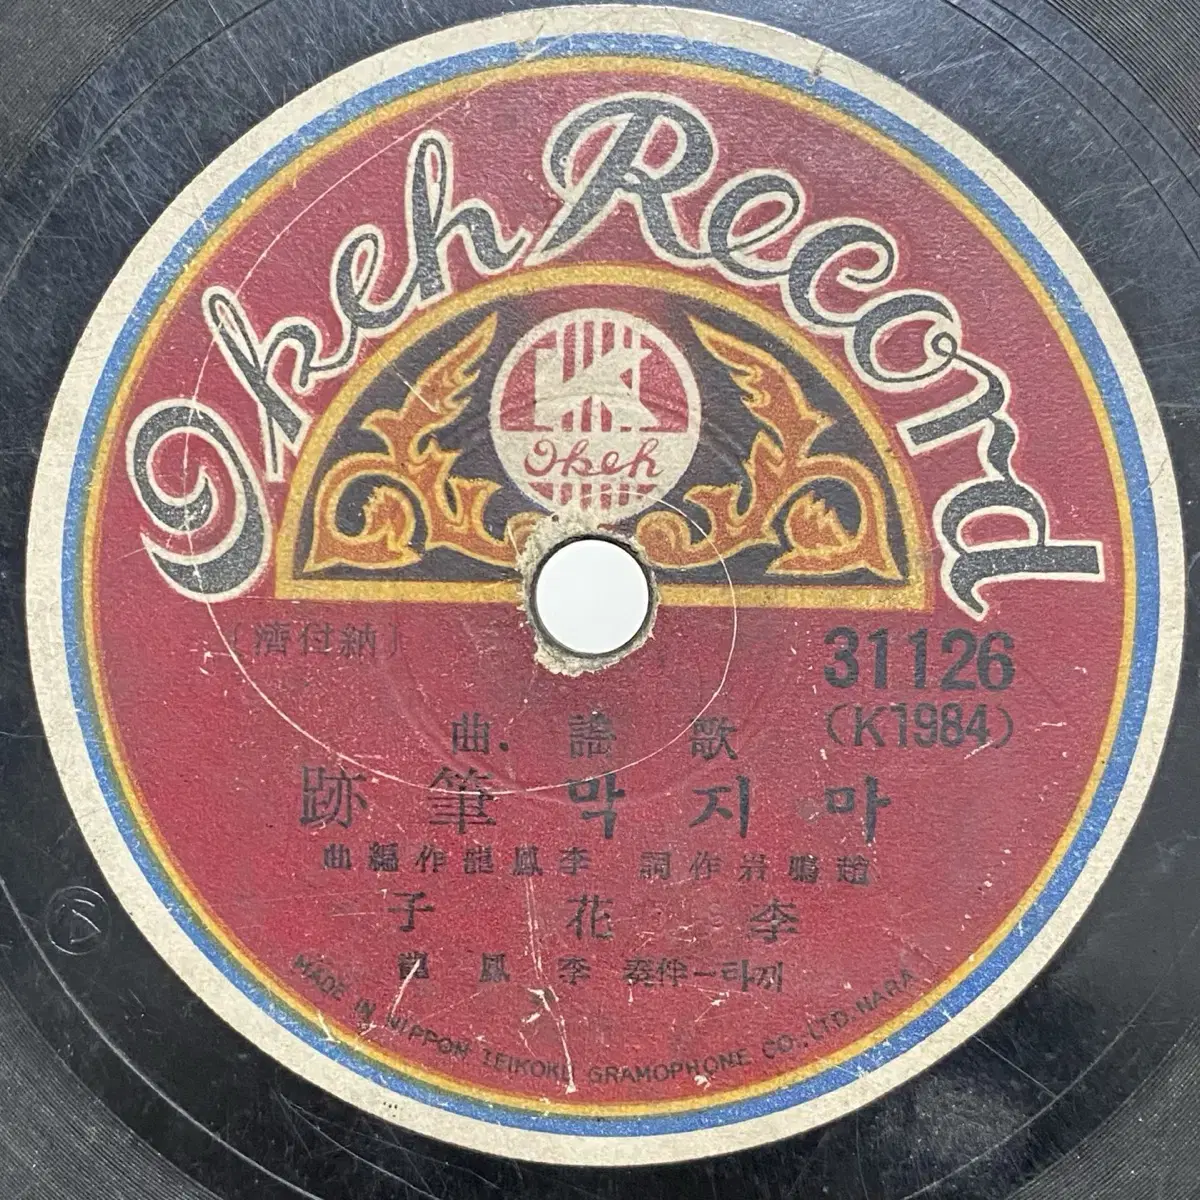 Okeh Record
K
Okeh
(納付濟)
31126
(K1984)
歌謠曲
마지막筆跡
趙鳴岩作詞 李鳳龍作編曲
李花子
끼타ー伴奏 李鳳龍
MADE IN NIPPON TEIKOKU GRAMOPHONE CO.,LTD.NARA